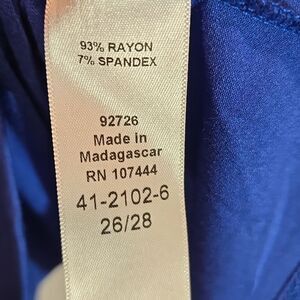 93% RAYON
7% SPANDEX
92726
Made in
Madagascar
RN 107444
41-2102-6
26/28